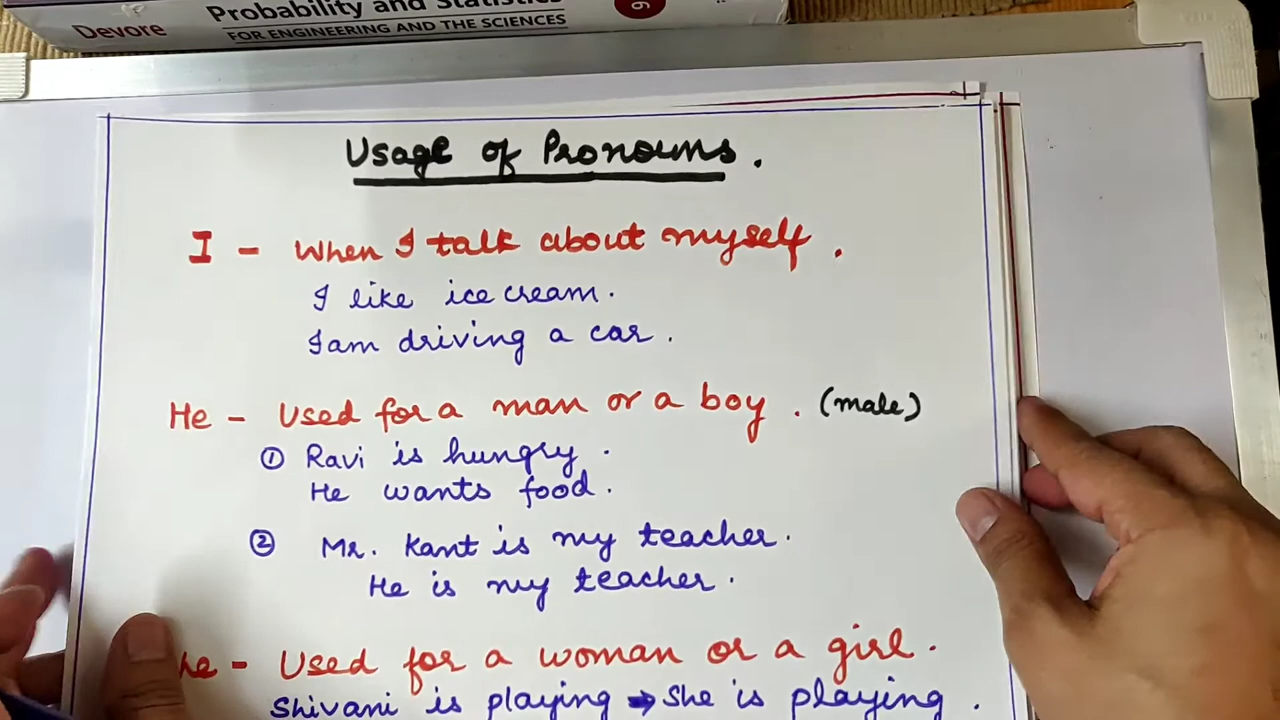 Devore
Probability and Statistics
FOR ENGINEERING AND THE SCIENCES
9
Usage of Pronouns.
I - When I talk about myself.
I like ice cream.
I am driving a car.
He - Used for a man or a boy. (male)
① Ravi is hungry.
He wants food.
② Mr. Kant is my teacher.
He is my teacher.
he - Used for a woman or a girl.
Shivani is playing → She is playing.